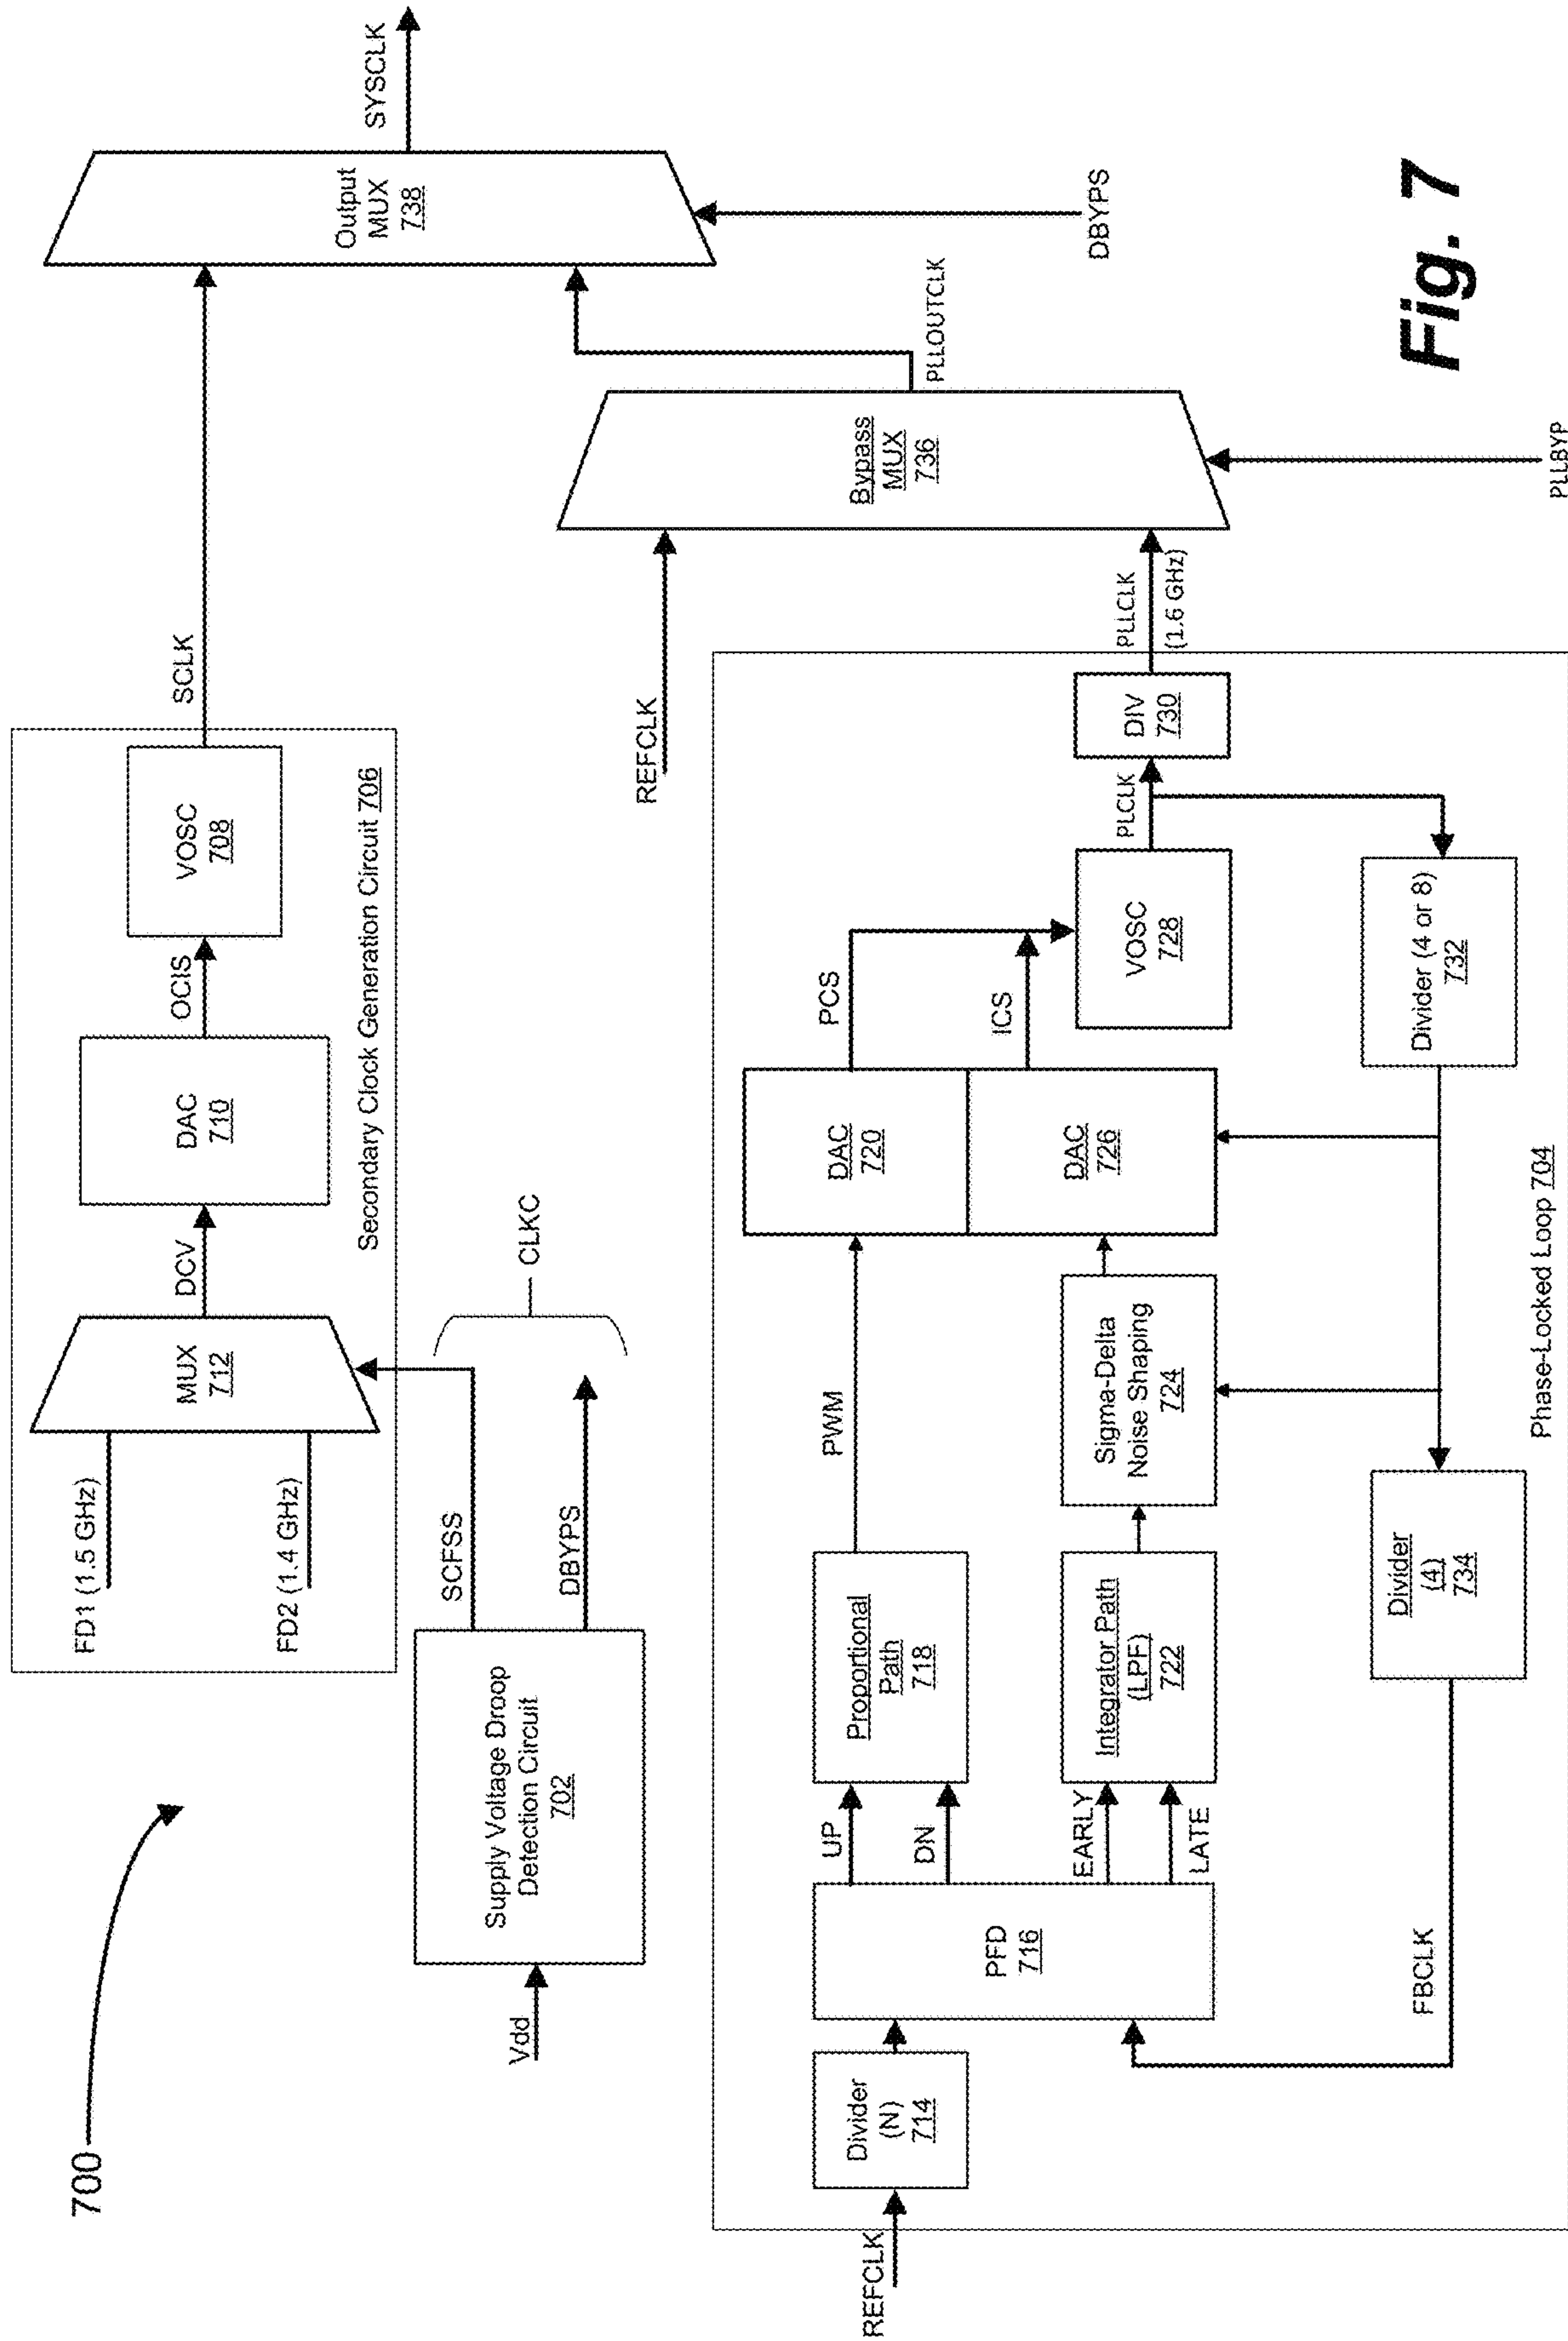 700
FD1 (1.5 GHz)
FD2 (1.4 GHz)
MUX
712
DCV
DAC
710
OCIS
VOSC
708
Secondary Clock Generation Circuit 706
SCLK
Output
MUX
738
SYSCLK
DBYPS
Vdd
Supply Voltage Droop
Detection Circuit
702
SCFSS
DBYPS
CLKC
REFCLK
Bypass
MUX
736
PLLOUTCLK
PLLBYP
REFCLK
Divider
(N)
714
PFD
716
UP
DN
EARLY
LATE
Proportional
Path
718
PWM
Integrator Path
(LPF)
722
Sigma-Delta
Noise Shaping
724
DAC
720
DAC
726
PCS
ICS
VOSC
728
PLCLK
DIV
730
PLLCLK
(1.6 GHz)
FBCLK
Divider
(4)
734
Divider (4 or 8)
732
Phase-Locked Loop 704
Fig. 7